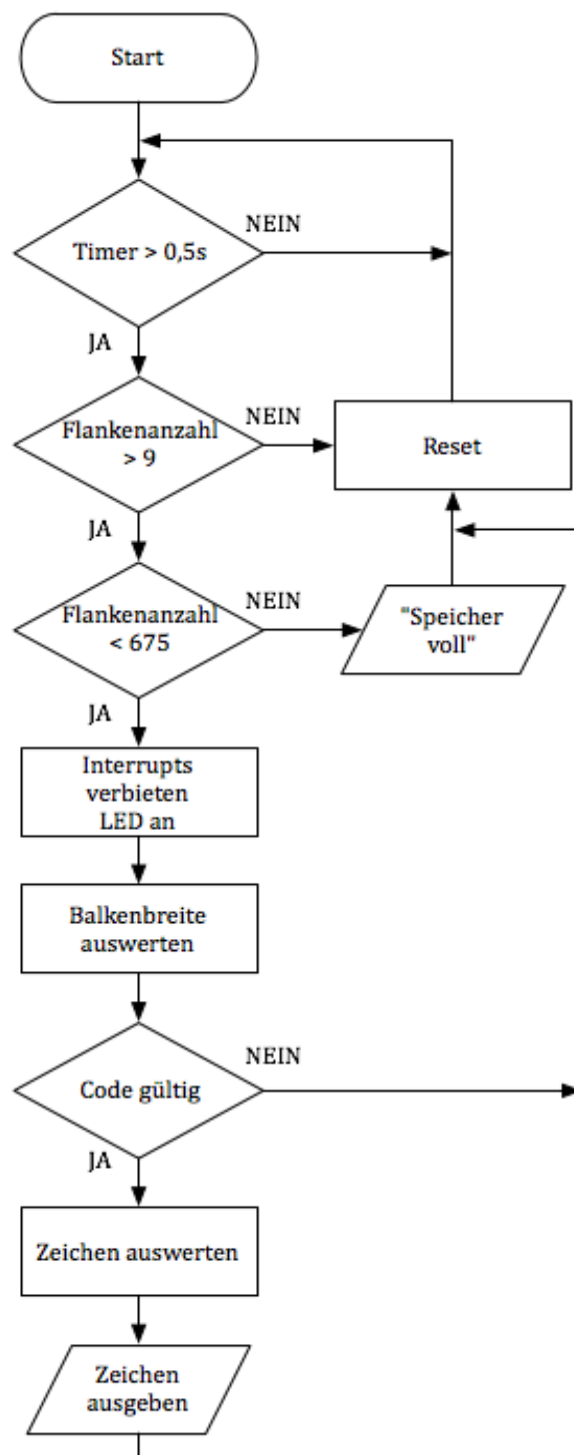 Start
Timer > 0,5s
NEIN
JA
Flankenanzahl
> 9
NEIN
Reset
JA
Flankenanzahl
< 675
NEIN
"Speicher
voll"
JA
Interrupts
verbieten
LED an
Balkenbreite
auswerten
Code gültig
NEIN
JA
Zeichen auswerten
Zeichen
ausgeben